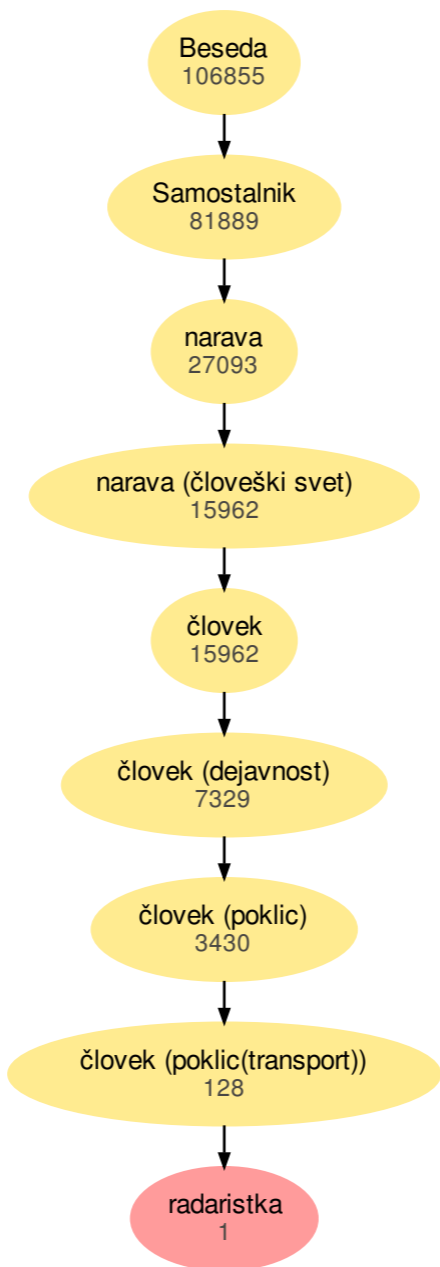 Beseda
106855
Samostalnik
81889
narava
27093
narava (človeški svet)
15962
človek
15962
človek (dejavnost)
7329
človek (poklic)
3430
človek (poklic(transport))
128
radaristka
1